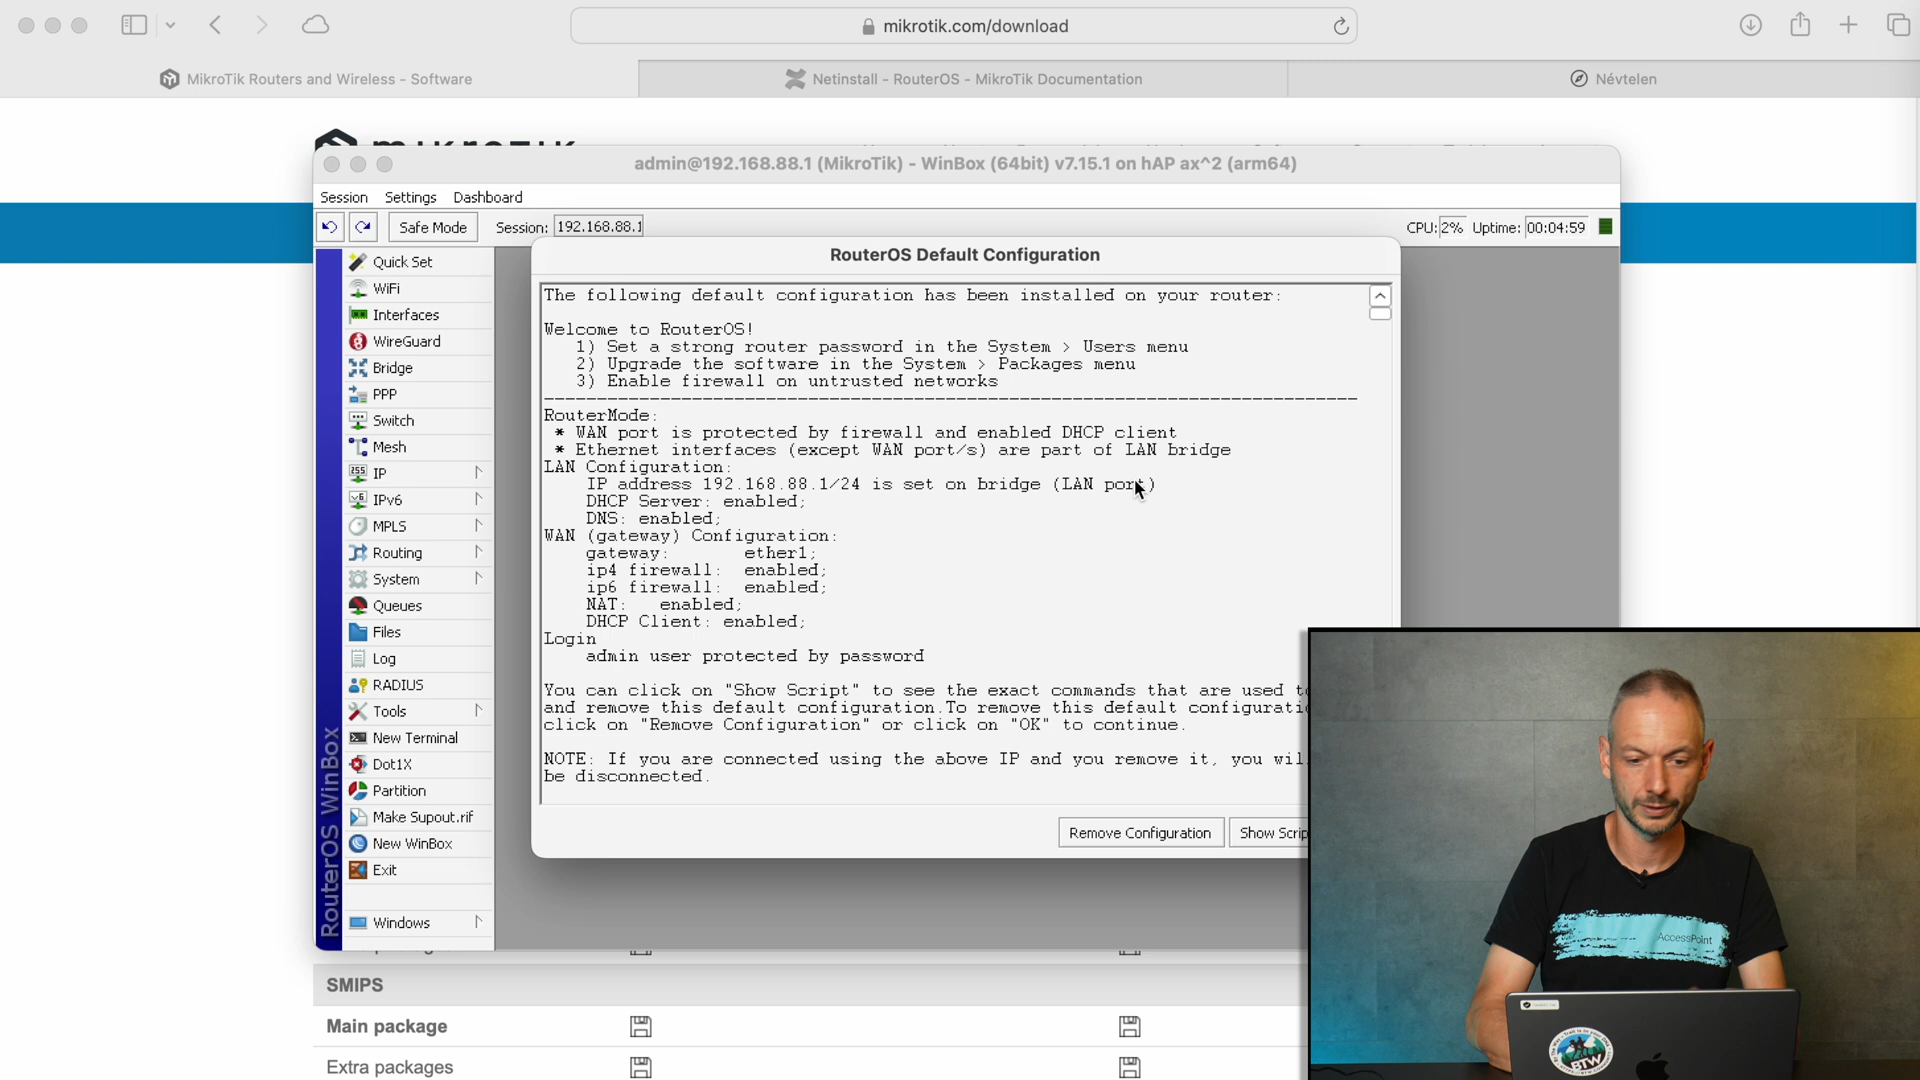 mikrotik.com/download
MikroTik Routers and Wireless - Software
Netinstall - RouterOS - MikroTik Documentation
Névtelen
admin@192.168.88.1 (MikroTik) - WinBox (64bit) v7.15.1 on hAP ax^2 (arm64)
Session Settings Dashboard
Safe Mode Session: 192.168.88.1 CPU: 2% Uptime: 00:04:59
RouterOS WinBox
Quick Set
WiFi
Interfaces
WireGuard
Bridge
PPP
Switch
Mesh
IP
IPv6
MPLS
Routing
System
Queues
Files
Log
RADIUS
Tools
New Terminal
Dot1X
Partition
Make Supout.rif
New WinBox
Exit
Windows
RouterOS Default Configuration
The following default configuration has been installed on your router:
Welcome to RouterOS!
1) Set a strong router password in the System > Users menu
2) Upgrade the software in the System > Packages menu
3) Enable firewall on untrusted networks
--------------------------------------------------------------------------------
RouterMode:
* WAN port is protected by firewall and enabled DHCP client
* Ethernet interfaces (except WAN port/s) are part of LAN bridge
LAN Configuration:
IP address 192.168.88.1/24 is set on bridge (LAN port)
DHCP Server: enabled;
DNS: enabled;
WAN (gateway) Configuration:
gateway: ether1;
ip4 firewall: enabled;
ip6 firewall: enabled;
NAT: enabled;
DHCP Client: enabled;
Login
admin user protected by password
You can click on "Show Script" to see the exact commands that are used to
and remove this default configuration.To remove this default configurati
click on "Remove Configuration" or click on "OK" to continue.
NOTE: If you are connected using the above IP and you remove it, you wil
be disconnected.
Remove Configuration Show Scrip
SMIPS
Main package
Extra packages
AccessPoint
BTW